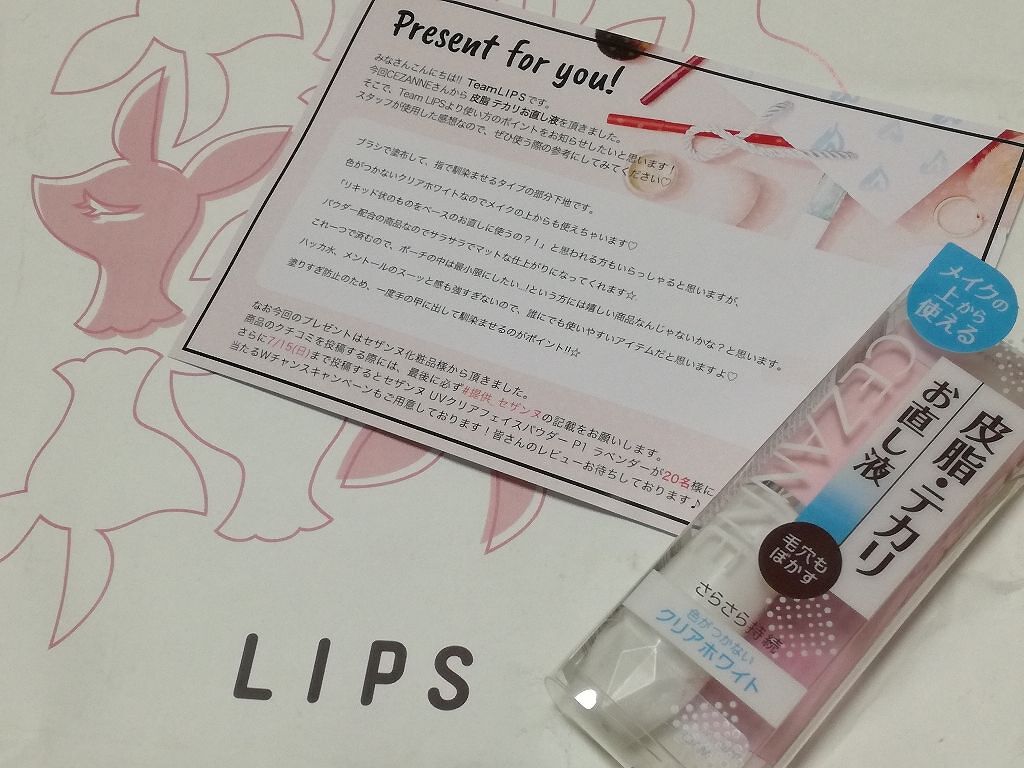 Present for you!
みなさんこんにちは!! TeamLIPSです。
今回CEZANNEさんから 皮脂テカリお直し液を頂きました。
そこで、Team LIPSより使い方のポイントをお知らせしたいと思います！
スタッフが使用した感想なので、ぜひ使う際の参考にしてみてください♡
ブラシで塗布して、指で馴染ませるタイプの部分下地です。
色がつかないクリアホワイトなのでメイクの上からも使えちゃいます♡
「リキッド状のものをベースのお直しに使うの？！」と思われる方もいらっしゃると思いますが、
パウダー配合の商品なのでサラサラでマットな仕上がりになってくれます☆
これ一つで済むので、ポーチの中は最小限にしたい…!という方には嬉しい商品なんじゃないかな？と思います。
ハッカ水、メントールのスーッと感も強すぎないので、誰にでも使いやすいアイテムだと思いますよ♡
塗りすぎ防止のため、一度手の甲に出して馴染ませるのがポイント!!☆
なお今回のプレゼントはセザンヌ化粧品様から頂きました。
商品のクチコミを投稿する際には、最後に必ず#提供_セザンヌの記載をお願いします。
さらに7/15(日)まで投稿するとセザンヌ UVクリアフェイスパウダー P1 ラベンダーが20名様に
当たるWチャンスキャンペーンもご用意しております！皆さんのレビューお待ちしております♪
メイクの
上から
使える
CEZANNE
皮脂・テカリ
お直し液
毛穴も
ぼかす
さらさら持続
色がつかない
クリアホワイト
LIPS